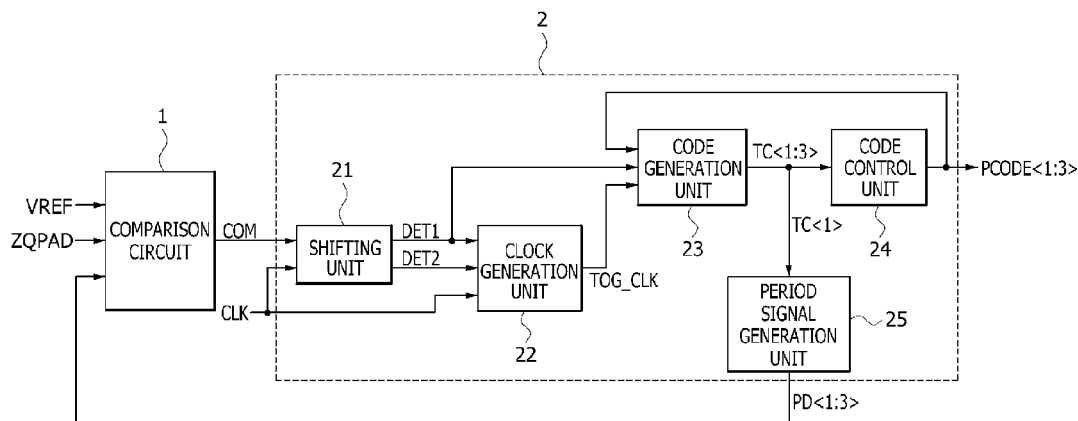 2
1
VREF
ZQPAD
COMPARISON
CIRCUIT
COM
21
SHIFTING
UNIT
DET1
DET2
CLK
CLOCK
GENERATION
UNIT
22
TOG_CLK
CODE
GENERATION
UNIT
23
TC<1:3>
CODE
CONTROL
UNIT
24
PCODE<1:3>
TC<1>
PERIOD
SIGNAL
GENERATION
UNIT
25
PD<1:3>